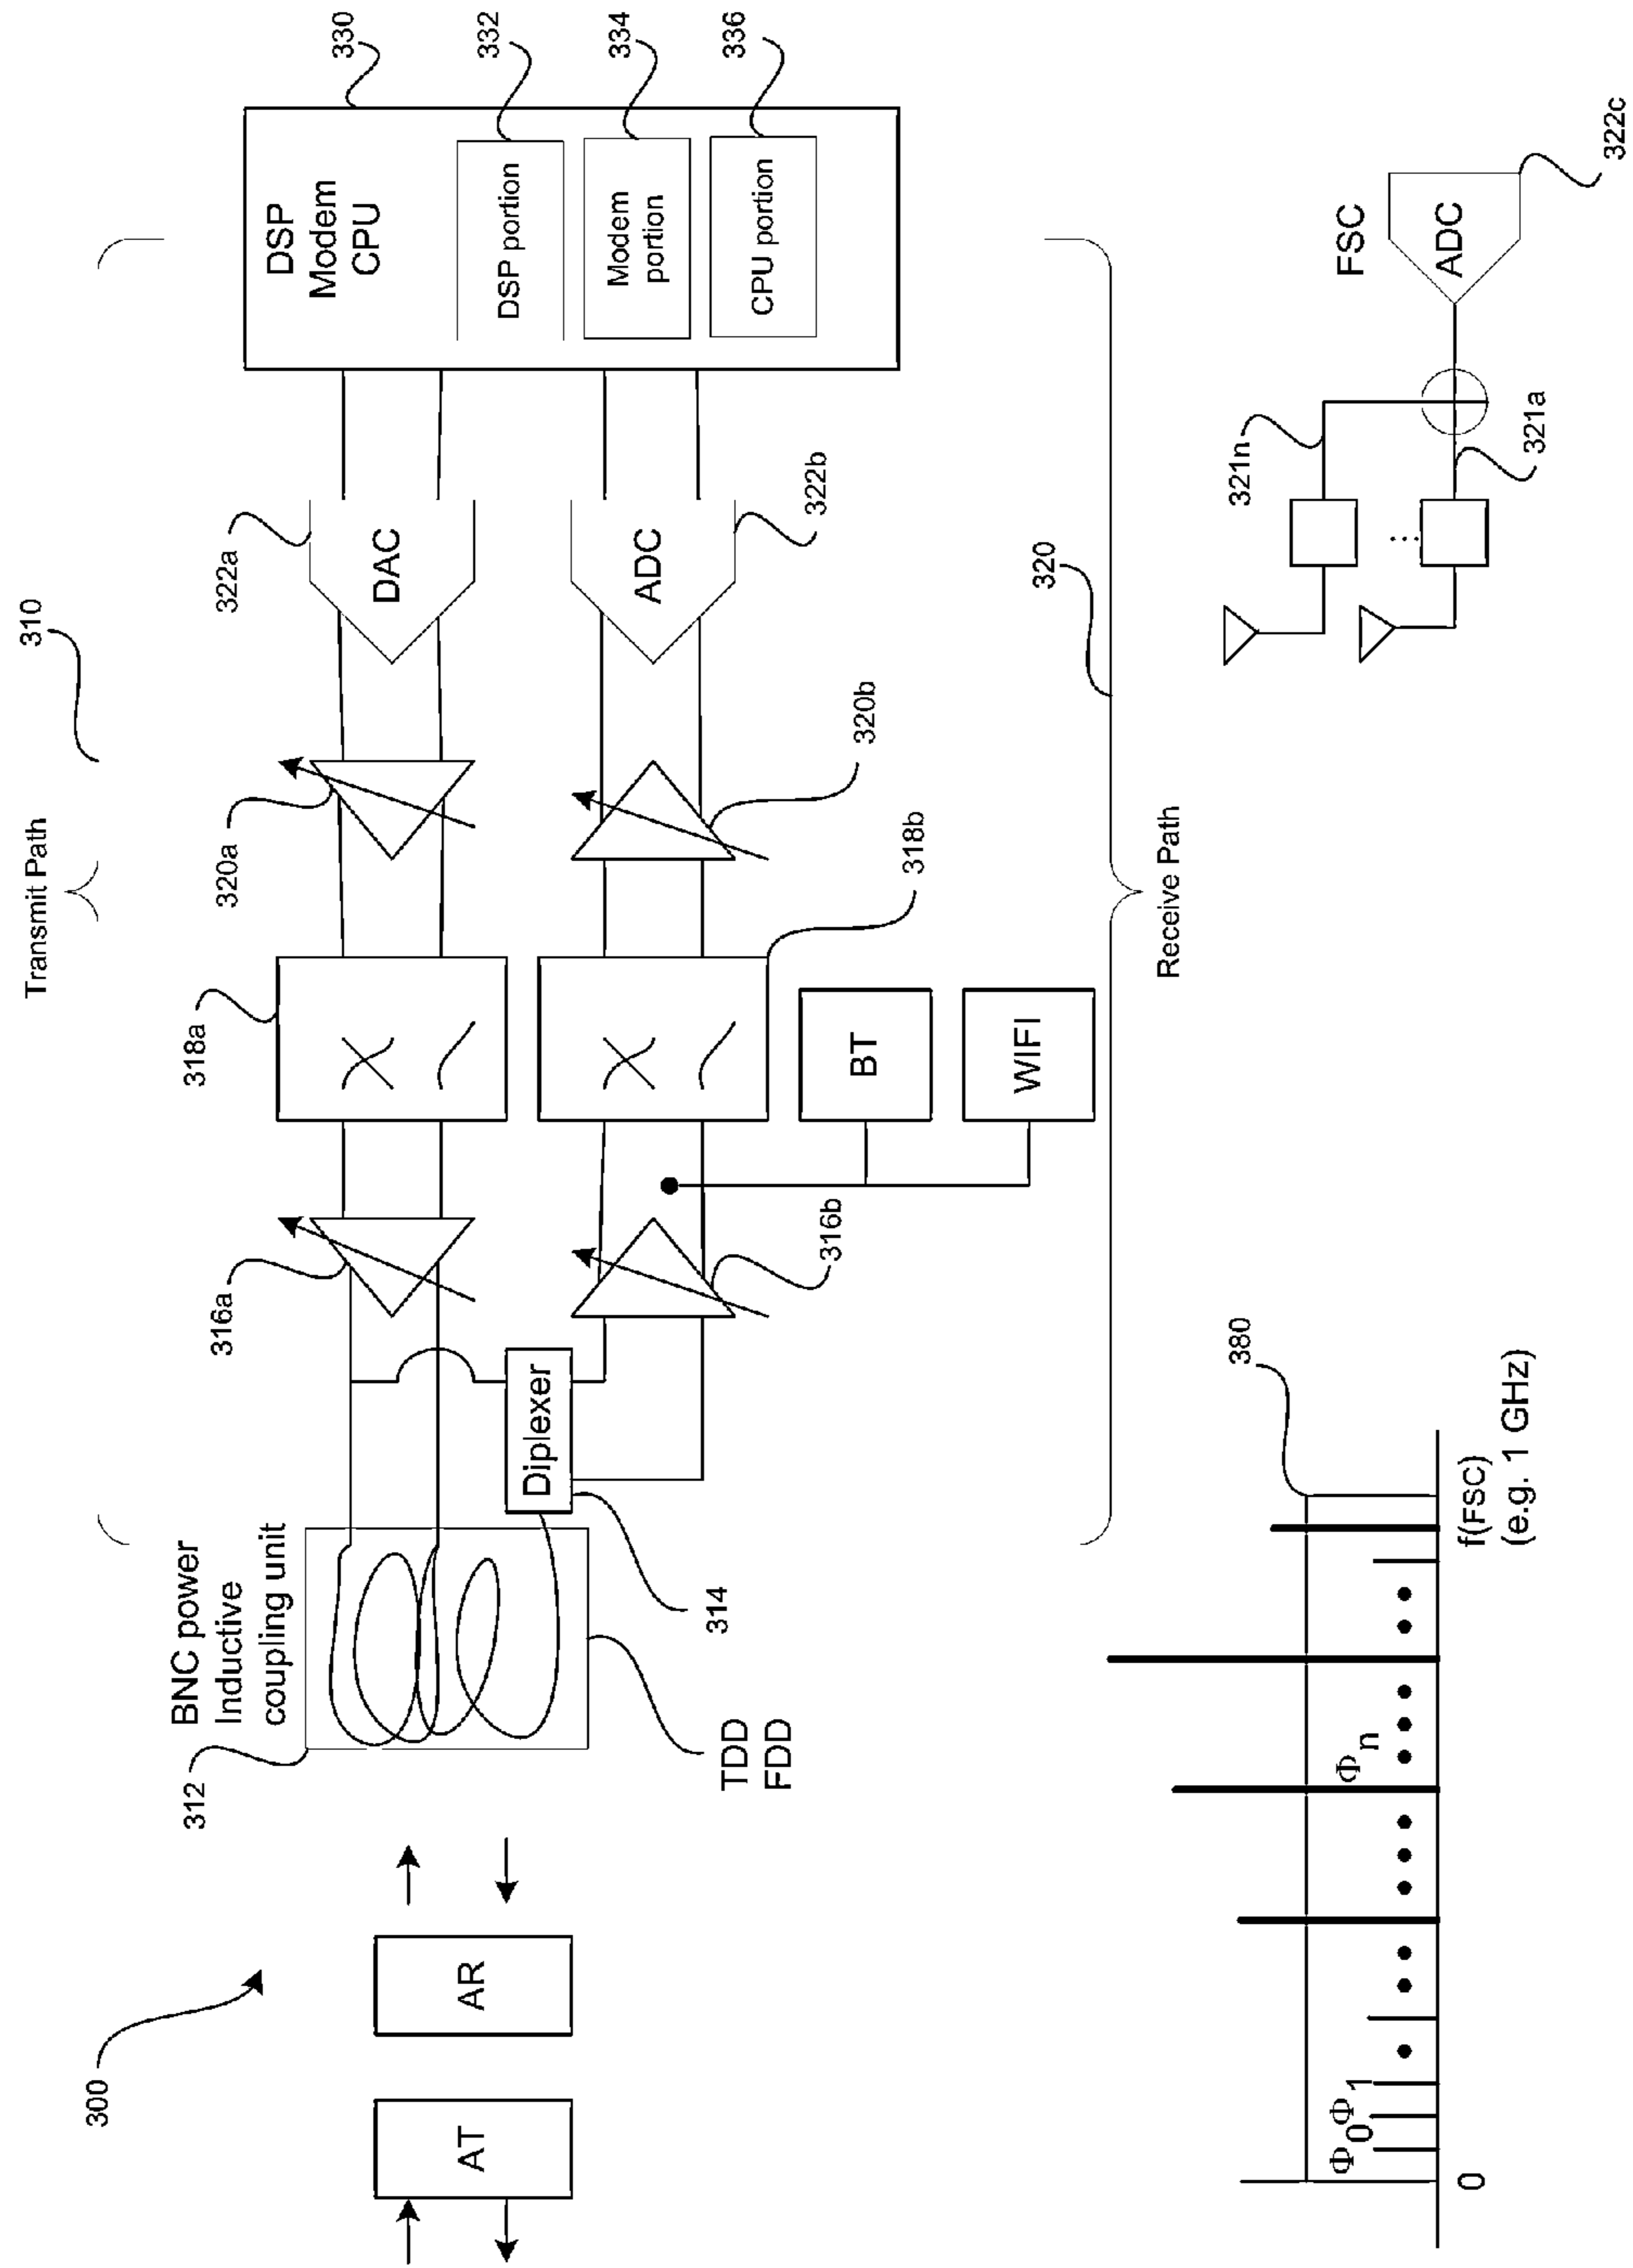 300
310
Transmit Path
312
BNC power
Inductive
coupling unit
316a
318a
320a
322a
DAC
330
DSP
Modem
CPU
332
DSP portion
334
Modem
portion
336
CPU portion
AT
AR
TDD
FDD
314
Diplexer
316b
318b
320b
322b
ADC
BT
WIFI
320
Receive Path
380
Φ0
Φ1
Φn
0
f(FSC)
(e.g. 1 GHz)
321n
321a
FSC
ADC
322c